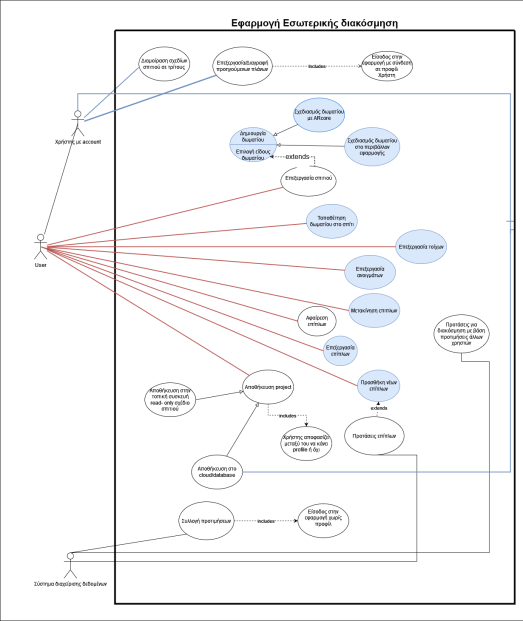 Εφαρμογή Εσωτερικής διακόσμηση
Διαμοίραση σχεδίων
σπιτιού σε τρίτους
Επεξεργασία/Διαγραφή
προηγούμενων πλάνων
includes
Είσοδος στην
εφαρμογή με σύνδεση
σε προφίλ
Χρήστη
Χρήστης με account
Σχεδιασμός δωματίου
με ARcore
Δημιουργία
δωματίου
Επιλογή είδους
δωματίου
Σχεδιασμός δωματίου
στο περιβάλλον
εφαρμογής
extends
Επεξεργασία σπιτιού
Τοποθέτηση
δωματίου στο σπίτι
Επεξεργασία τοίχων
User
Επεξεργασία
ανοιγμάτων
Μετακίνηση επίπλων
Αφαίρεση
επίπλων
Προτάσεις για
διακόσμηση με βάση
προτιμήσεις άλλων
χρηστών
Επεξεργασία
επίπλων
Αποθήκευση project
Προσθήκη νέων
επίπλων
Αποθήκευση στην
τοπική συσκευή
read- only σχέδια
σπιτιού
extends
includes
Χρήστης αποφασίζει
μεταξύ του να κάνει
profile ή όχι
Προτάσεις επίπλων
Αποθήκευση στο
cloud/database
Συλλογή προτιμήσεων
includes
Είσοδος στην
εφαρμογή χωρίς
προφίλ
Σύστημα διαχείρισης δεδομένων